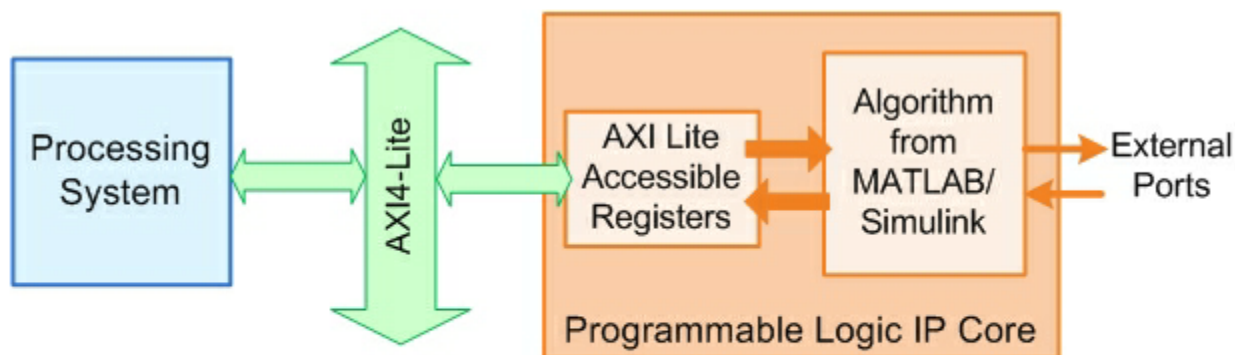 Processing
System
AXI4-Lite
AXI Lite
Accessible
Registers
Algorithm
from
MATLAB/
Simulink
External
Ports
Programmable Logic IP Core